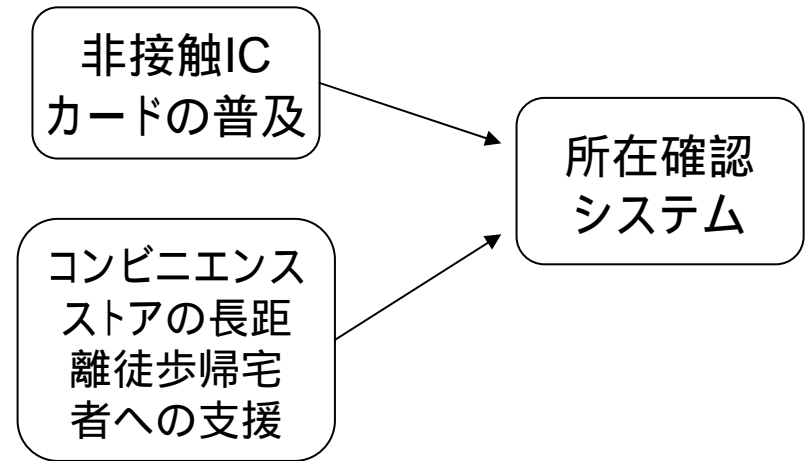 非接触IC
カードの普及
所在確認
システム
コンビニエンス
ストアの長距
離徒歩帰宅
者への支援